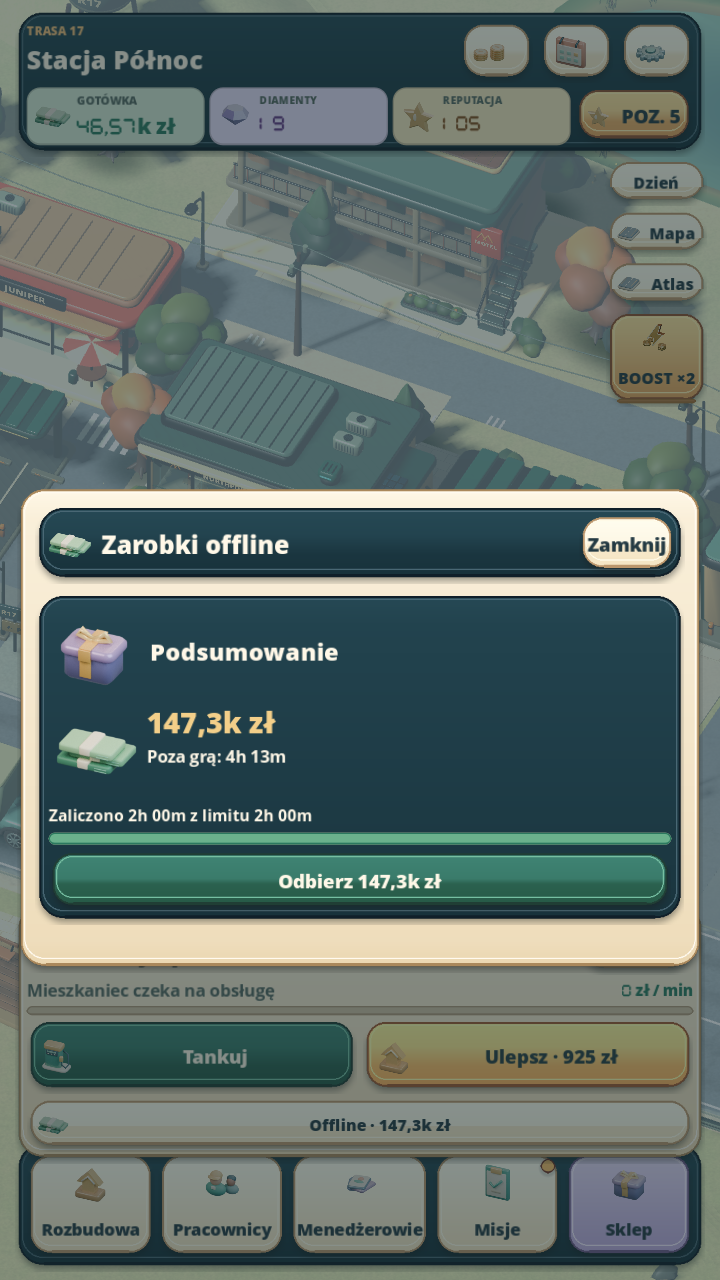 TRASA 17
Stacja Północ
GOTÓWKA
46,57k zł
DIAMENTY
19
REPUTACJA
105
POZ. 5
Dzień
Mapa
Atlas
BOOST ×2
MOTEL
JUNIPER
Zarobki offline
Zamknij
Podsumowanie
147,3k zł
Poza grą: 4h 13m
Zaliczono 2h 00m z limitu 2h 00m
Odbierz 147,3k zł
Mieszkaniec czeka na obsługę
0 zł / min
Tankuj
Ulepsz · 925 zł
Offline · 147,3k zł
Rozbudowa
Pracownicy
Menedżerowie
Misje
Sklep